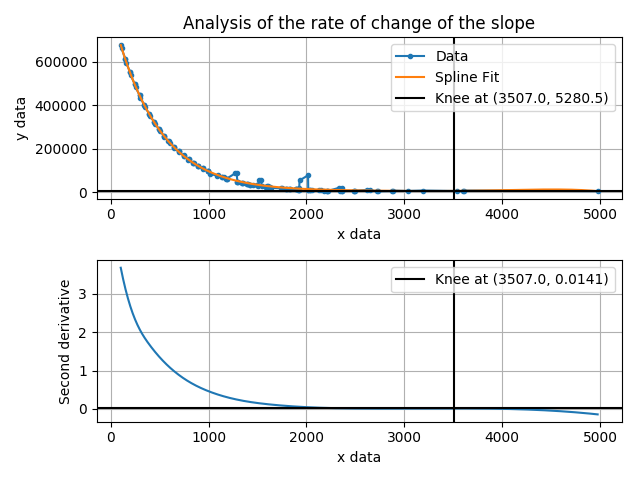 Analysis of the rate of change of the slope
y data
600000
400000
200000
0
Data
Spline Fit
Knee at (3507.0, 5280.5)
0
1000
2000
3000
4000
5000
x data
Second derivative
3
2
1
0
Knee at (3507.0, 0.0141)
0
1000
2000
3000
4000
5000
x data